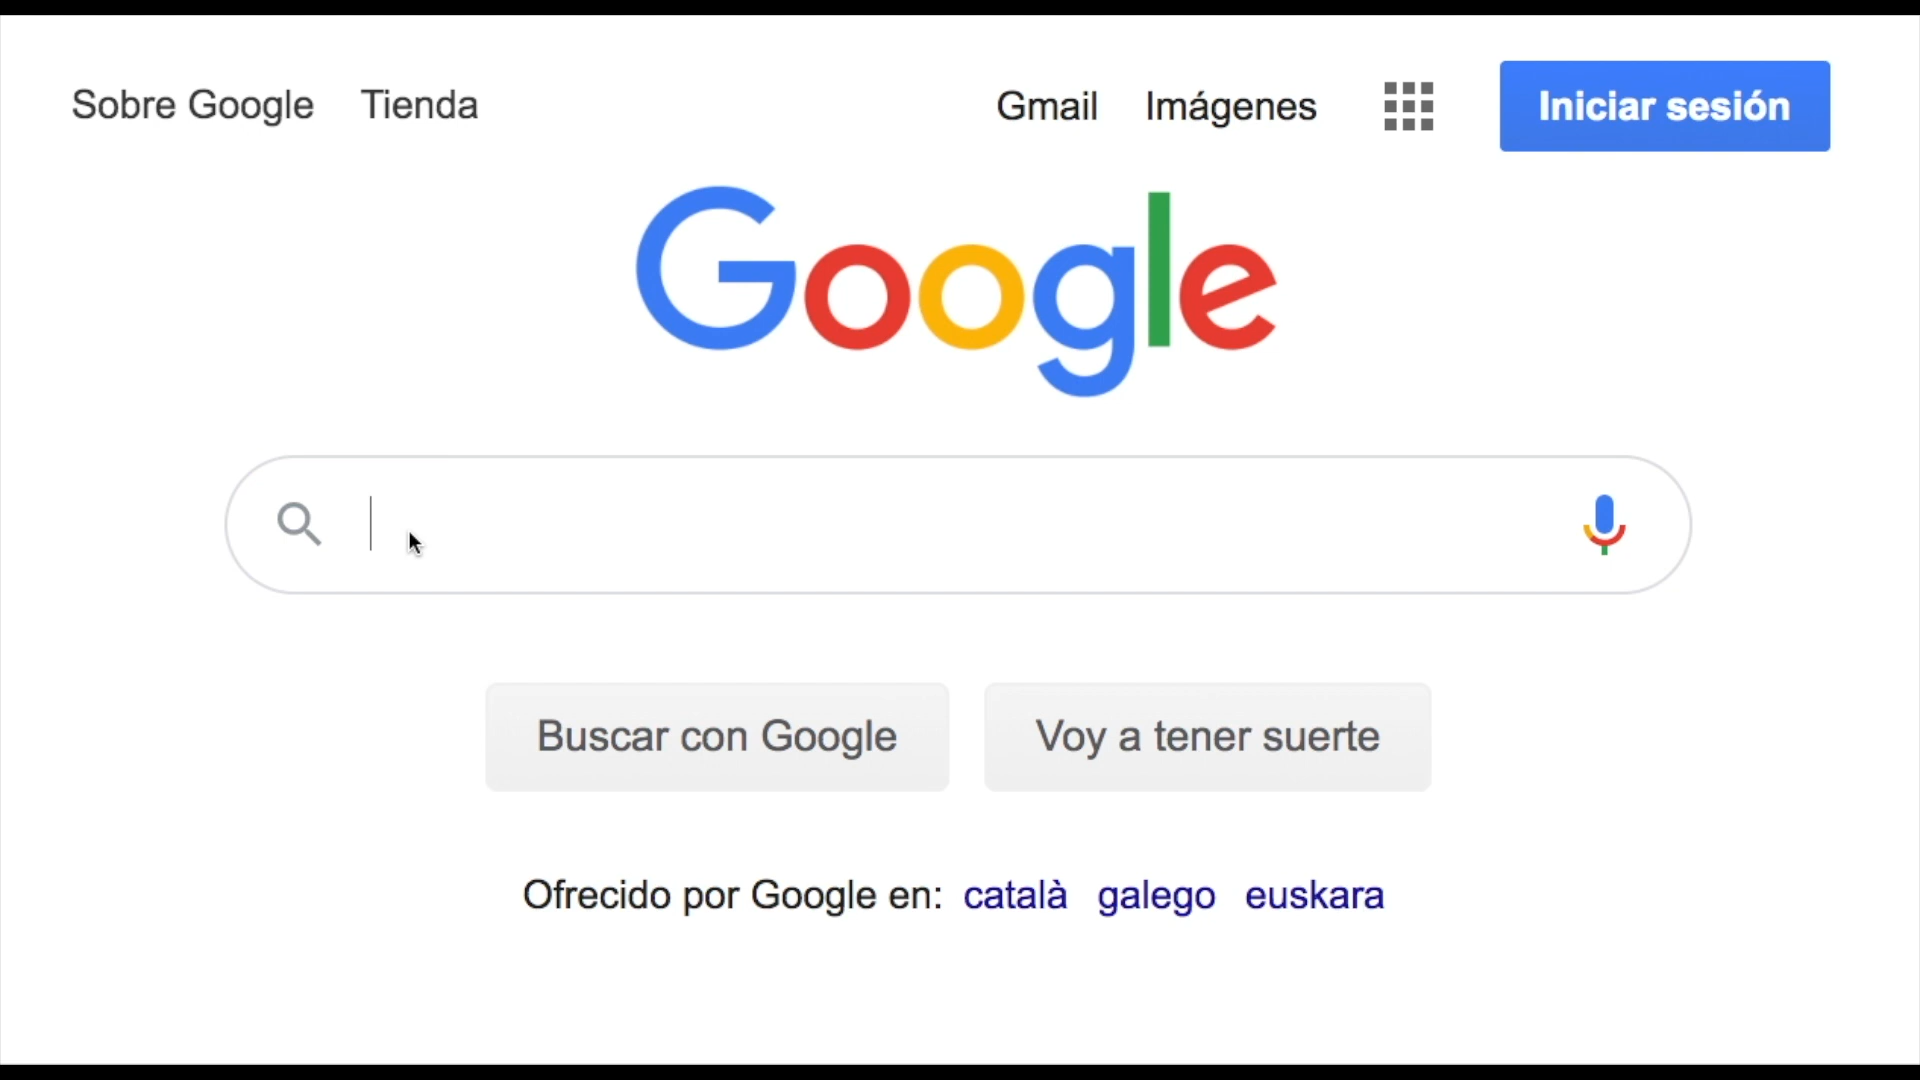 Sobre Google Tienda Gmail Imágenes Iniciar sesión
Google
Buscar con Google Voy a tener suerte
Ofrecido por Google en: català galego euskara